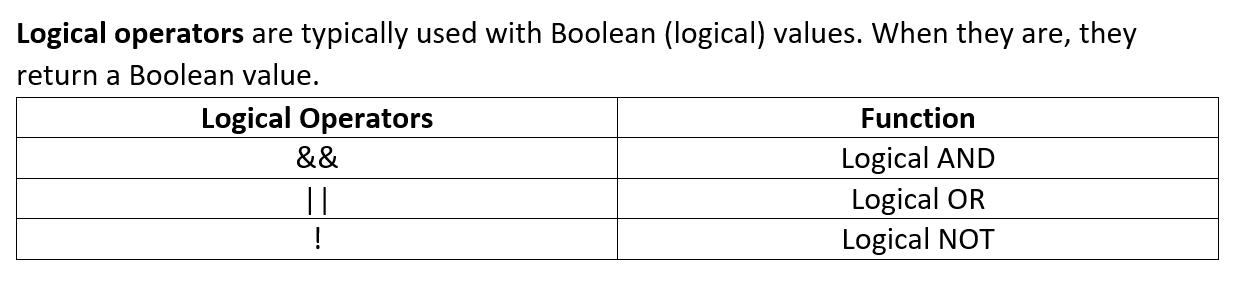 Logical operators are typically used with Boolean (logical) values. When they are, they
return a Boolean value.
Logical Operators Function
&& Logical AND
|| Logical OR
! Logical NOT